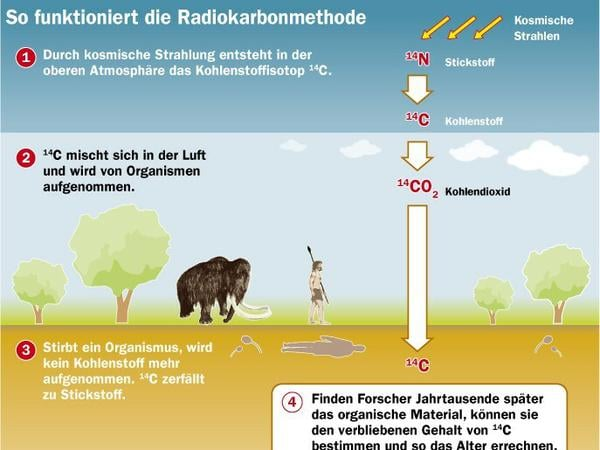 So funktioniert die Radiokarbonmethode
1 Durch kosmische Strahlung entsteht in der
oberen Atmosphäre das Kohlenstoffisotop ¹⁴C.
Kosmische
Strahlen
¹⁴N Stickstoff
¹⁴C Kohlenstoff
2 ¹⁴C mischt sich in der Luft
und wird von Organismen
aufgenommen.
¹⁴CO₂ Kohlendioxid
3 Stirbt ein Organismus, wird
kein Kohlenstoff mehr
aufgenommen. ¹⁴C zerfällt
zu Stickstoff.
¹⁴C
4 Finden Forscher Jahrtausende später
das organische Material, können sie
den verbliebenen Gehalt von ¹⁴C
bestimmen und so das Alter errechnen.